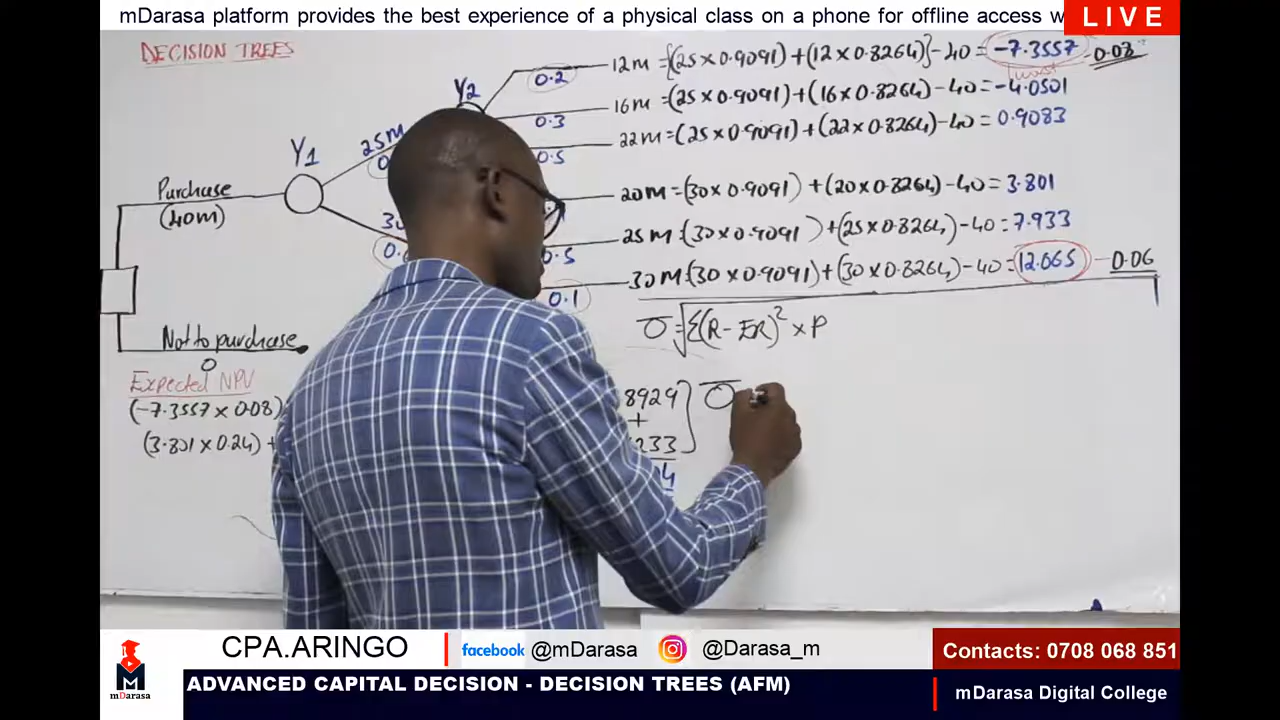 mDarasa platform provides the best experience of a physical class on a phone for offline access w
LIVE
DECISION TREES
Y1
Y2
25m
Purchase
(40m)
Not to purchase
0
0.2
0.3
0.5
0.5
0.1
12m = {(25 x 0.9091) + (12 x 0.8264)} - 40 = -7.3557 - 0.08
16m = (25 x 0.9091) + (16 x 0.8264) - 40 = -4.0501
22m = (25 x 0.9091) + (22 x 0.8264) - 40 = 0.9083
20m = (30 x 0.9091) + (20 x 0.8264) - 40 = 3.801
25m (30 x 0.9091) + (25 x 0.8264) - 40 = 7.933
30m (30 x 0.9091) + (30 x 0.8264) - 40 = 12.065 - 0.06
σ = √Σ(R - ER)² x P
Expected NPV
(-7.3557 x 0.08)
(3.801 x 0.24) +
8929
+
233
4
σ
CPA.ARINGO
facebook @mDarasa
@Darasa_m
Contacts: 0708 068 851
mDarasa
ADVANCED CAPITAL DECISION - DECISION TREES (AFM)
mDarasa Digital College